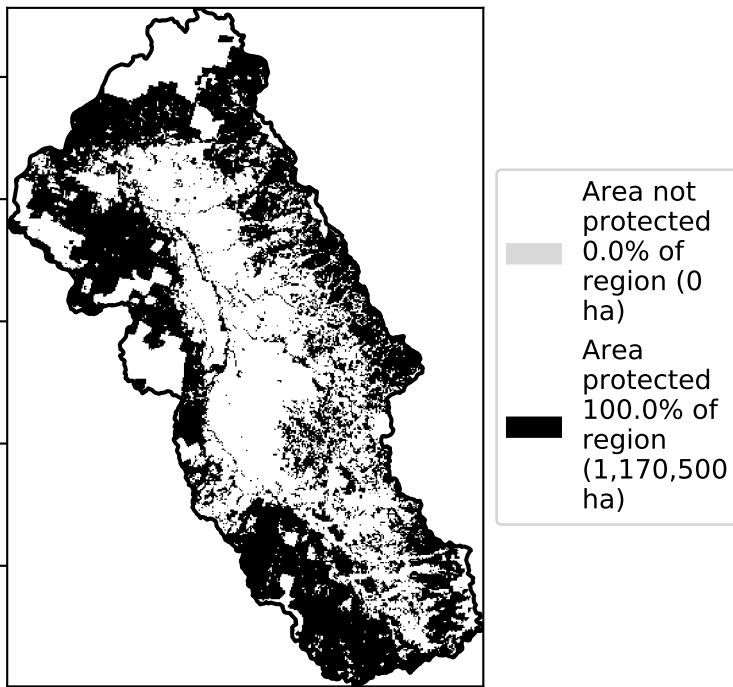 Area not
protected
0.0% of
region (0
ha)
Area
protected
100.0% of
region
(1,170,500
ha)